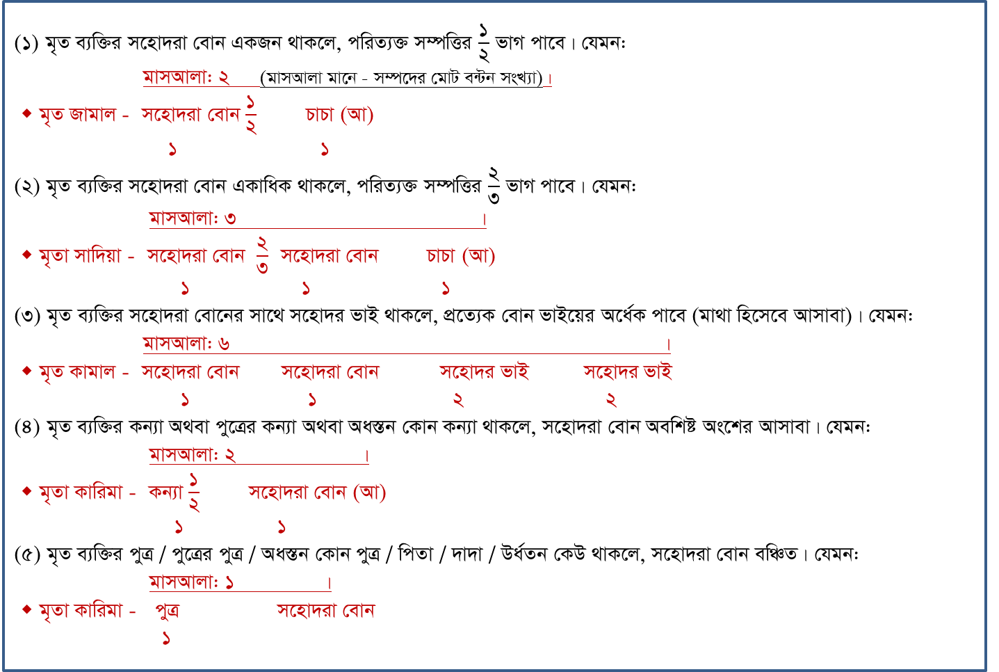 (১) মৃত ব্যক্তির সহোদরা বোন একজন থাকলে, পরিত্যক্ত সম্পত্তির ১/২ ভাগ পাবে। যেমন:
মাসআলা: ২ (মাসআলা মানে - সম্পদের মোট বন্টন সংখ্যা)।
◆ মৃত জামাল - সহোদরা বোন ১/২ চাচা (আ)
১ ১
(২) মৃত ব্যক্তির সহোদরা বোন একাধিক থাকলে, পরিত্যক্ত সম্পত্তির ২/৩ ভাগ পাবে। যেমন:
মাসআলা: ৩ ।
◆ মৃতা সাদিয়া - সহোদরা বোন ২/৩ সহোদরা বোন চাচা (আ)
১ ১ ১
(৩) মৃত ব্যক্তির সহোদরা বোনের সাথে সহোদর ভাই থাকলে, প্রত্যেক বোন ভাইয়ের অর্ধেক পাবে (মাথা হিসেবে আসাবা)। যেমন:
মাসআলা: ৬ ।
◆ মৃত কামাল - সহোদরা বোন সহোদরা বোন সহোদর ভাই সহোদর ভাই
১ ১ ২ ২
(৪) মৃত ব্যক্তির কন্যা অথবা পুত্রের কন্যা অথবা অধস্তন কোন কন্যা থাকলে, সহোদরা বোন অবশিষ্ট অংশের আসাবা। যেমন:
মাসআলা: ২ ।
◆ মৃতা কারিমা - কন্যা ১/২ সহোদরা বোন (আ)
১ ১
(৫) মৃত ব্যক্তির পুত্র / পুত্রের পুত্র / অধস্তন কোন পুত্র / পিতা / দাদা / উর্ধতন কেউ থাকলে, সহোদরা বোন বঞ্চিত। যেমন:
মাসআলা: ১ ।
◆ মৃতা কারিমা - পুত্র সহোদরা বোন
১